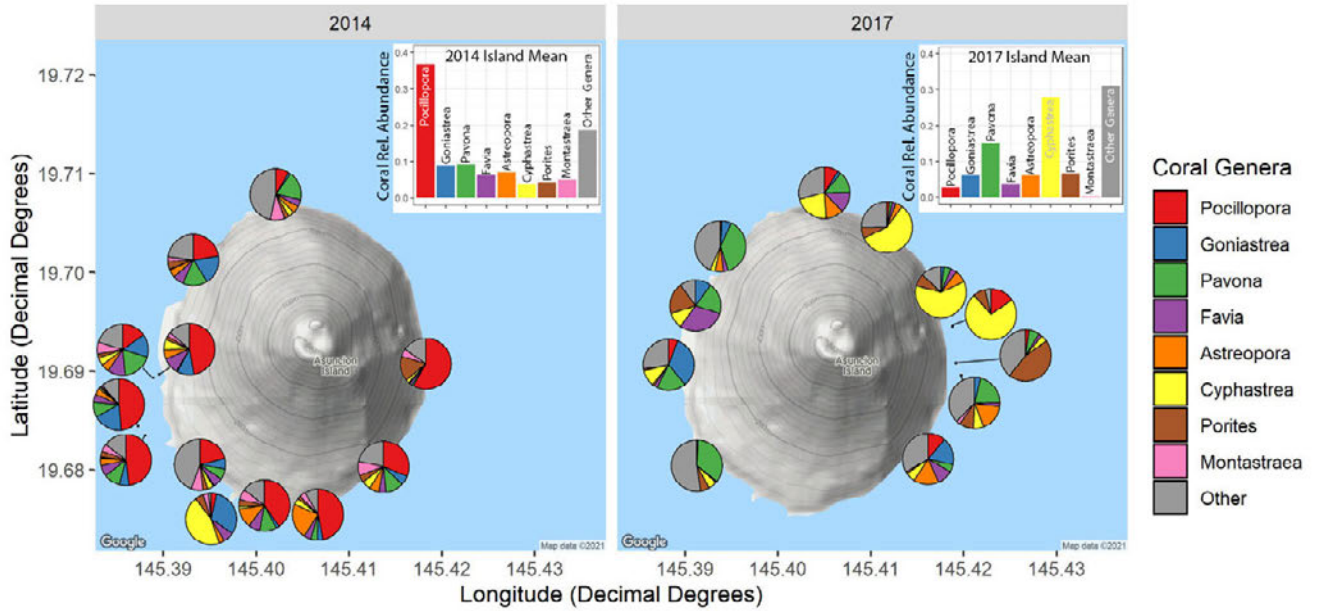 2014
2017
19.72
19.71
19.70
19.69
19.68
Latitude (Decimal Degrees)
2014 Island Mean
Coral Rel. Abundance
0.4
0.3
0.2
0.1
0.0
Pocillopora
Goniastrea
Pavona
Favia
Astreopora
Cyphastrea
Porites
Montastraea
Other Genera
Asuncion
Island
Google
Map data ©2021
2017 Island Mean
Coral Rel. Abundance
0.4
0.3
0.2
0.1
0.0
Pocillopora
Goniastrea
Pavona
Favia
Astreopora
Cyphastrea
Porites
Montastraea
Other Genera
Asuncion
Island
Google
Map data ©2021
145.39
145.40
145.41
145.42
145.43
145.39
145.40
145.41
145.42
145.43
Longitude (Decimal Degrees)
Coral Genera
Pocillopora
Goniastrea
Pavona
Favia
Astreopora
Cyphastrea
Porites
Montastraea
Other